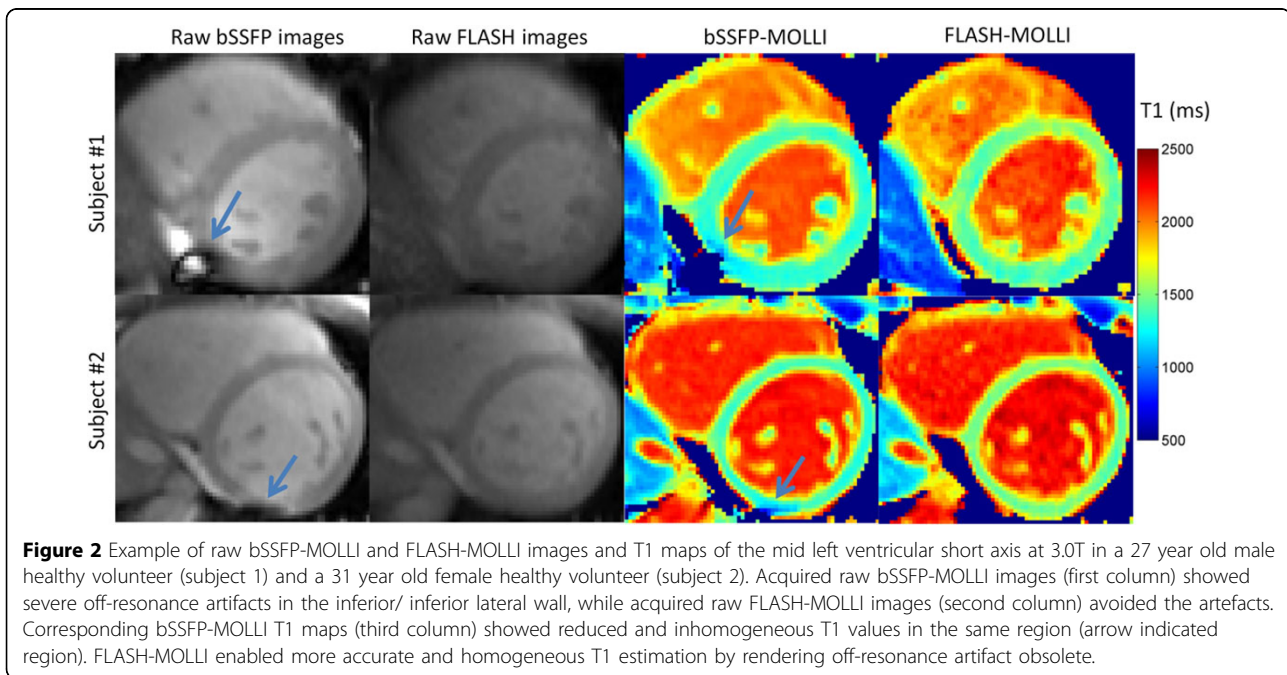 Raw bSSFP images
Raw FLASH images
bSSFP-MOLLI
FLASH-MOLLI
T1 (ms)
Subject #1
Subject #2
2500
2000
1500
1000
500
Figure 2 Example of raw bSSFP-MOLLI and FLASH-MOLLI images and T1 maps of the mid left ventricular short axis at 3.0T in a 27 year old male
healthy volunteer (subject 1) and a 31 year old female healthy volunteer (subject 2). Acquired raw bSSFP-MOLLI images (first column) showed
severe off-resonance artifacts in the inferior/ inferior lateral wall, while acquired raw FLASH-MOLLI images (second column) avoided the artefacts.
Corresponding bSSFP-MOLLI T1 maps (third column) showed reduced and inhomogeneous T1 values in the same region (arrow indicated
region). FLASH-MOLLI enabled more accurate and homogeneous T1 estimation by rendering off-resonance artifact obsolete.